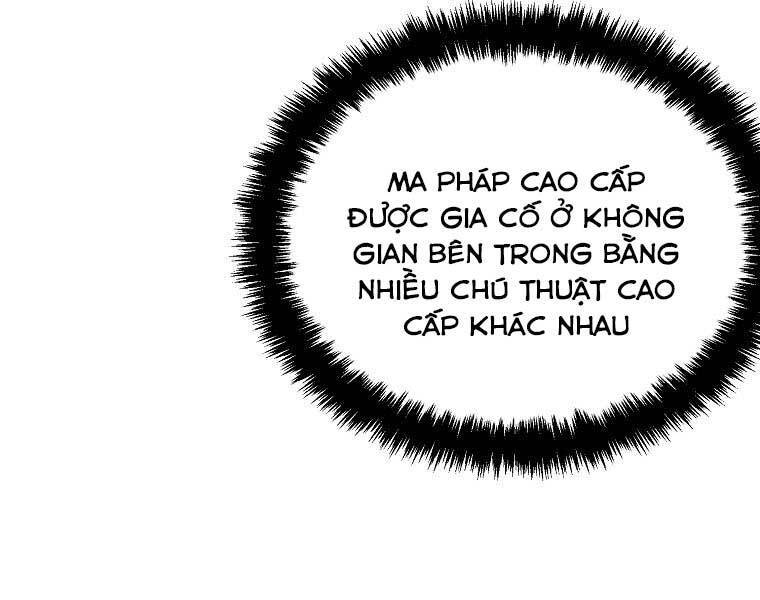 MA PHÁP CAO CẤP
ĐƯỢC GIA CỐ Ở KHÔNG
GIAN BÊN TRONG BẰNG
NHIỀU CHÚ THUẬT CAO
CẤP KHÁC NHAU